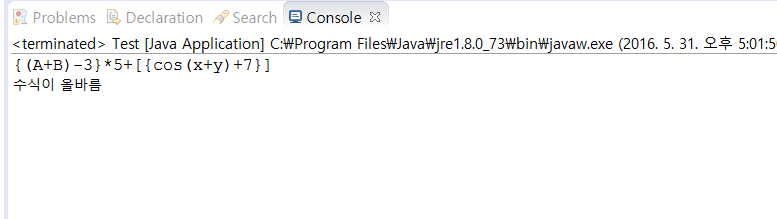 Problems Declaration Search Console
<terminated> Test [Java Application] C:₩Program Files₩Java₩jre1.8.0_73₩bin₩javaw.exe (2016. 5. 31. 오후 5:01:5
{(A+B)-3}*5+[{cos(x+y)+7}]
수식이 올바름